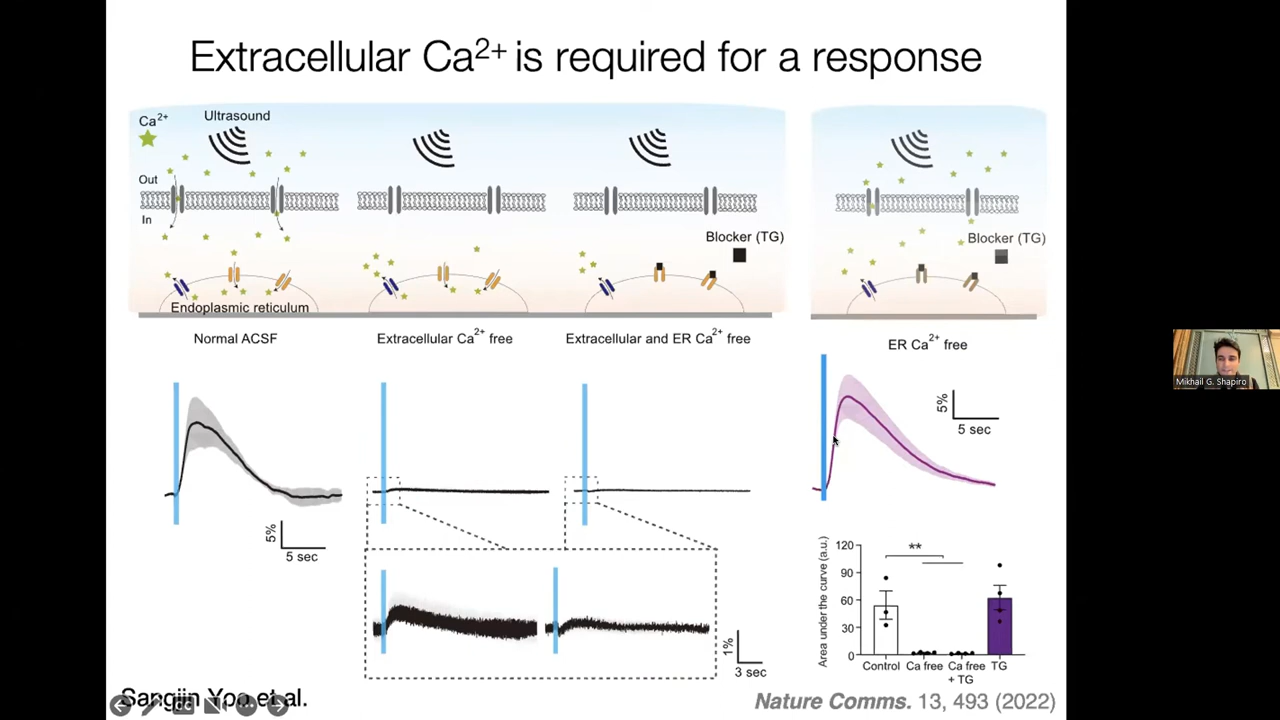 Extracellular Ca2+ is required for a response
Ca2+
Ultrasound
Out
In
Endoplasmic reticulum
Blocker (TG)
Blocker (TG)
Normal ACSF
Extracellular Ca2+ free
Extracellular and ER Ca2+ free
ER Ca2+ free
5%
5 sec
5%
5 sec
1%
3 sec
Area under the curve (a.u.)
120
90
60
30
0
**
Control
Ca free
Ca free
+ TG
TG
Sangjin Yoo et al.
CC
Nature Comms. 13, 493 (2022)
Mikhail G. Shapiro